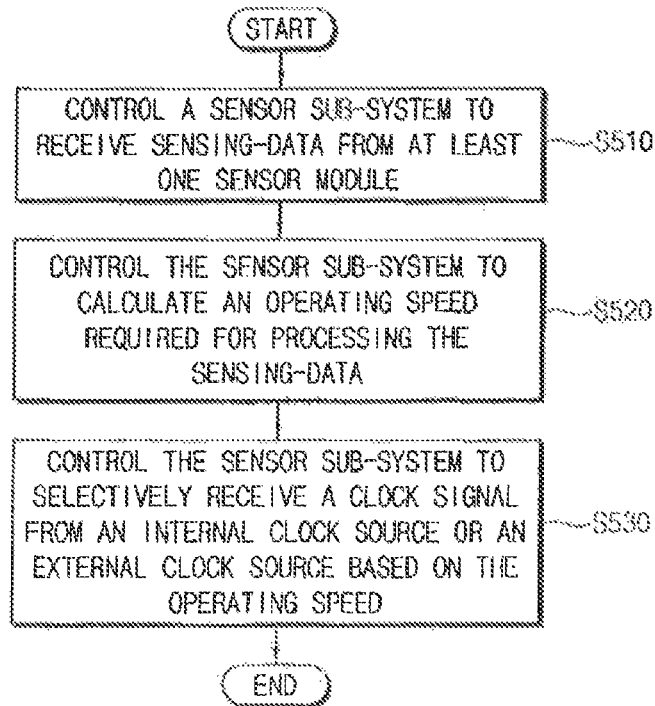 START
CONTROL A SENSOR SUB-SYSTEM TO
RECEIVE SENSING-DATA FROM AT LEAST
ONE SENSOR MODULE
S510
CONTROL THE SENSOR SUB-SYSTEM TO
CALCULATE AN OPERATING SPEED
REQUIRED FOR PROCESSING THE
SENSING-DATA
S520
CONTROL THE SENSOR SUB-SYSTEM TO
SELECTIVELY RECEIVE A CLOCK SIGNAL
FROM AN INTERNAL CLOCK SOURCE OR AN
EXTERNAL CLOCK SOURCE BASED ON THE
OPERATING SPEED
S530
END